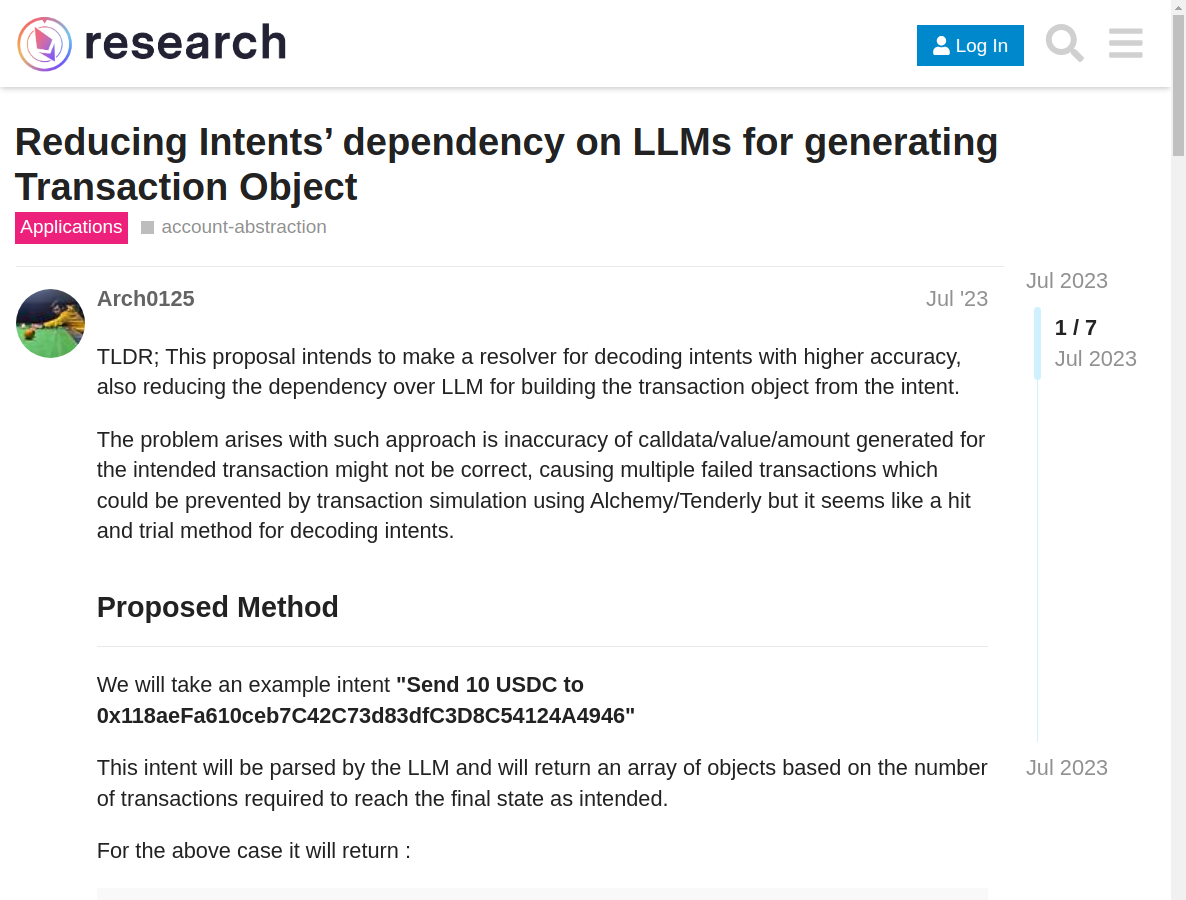 research
Log In
Reducing Intents’ dependency on LLMs for generating
Transaction Object
Applications
account-abstraction
Arch0125
Jul '23
TLDR; This proposal intends to make a resolver for decoding intents with higher accuracy,
also reducing the dependency over LLM for building the transaction object from the intent.
The problem arises with such approach is inaccuracy of calldata/value/amount generated for
the intended transaction might not be correct, causing multiple failed transactions which
could be prevented by transaction simulation using Alchemy/Tenderly but it seems like a hit
and trial method for decoding intents.
Proposed Method
We will take an example intent "Send 10 USDC to
0x118aeFa610ceb7C42C73d83dfC3D8C54124A4946"
This intent will be parsed by the LLM and will return an array of objects based on the number
of transactions required to reach the final state as intended.
For the above case it will return :
Jul 2023
1 / 7
Jul 2023
Jul 2023